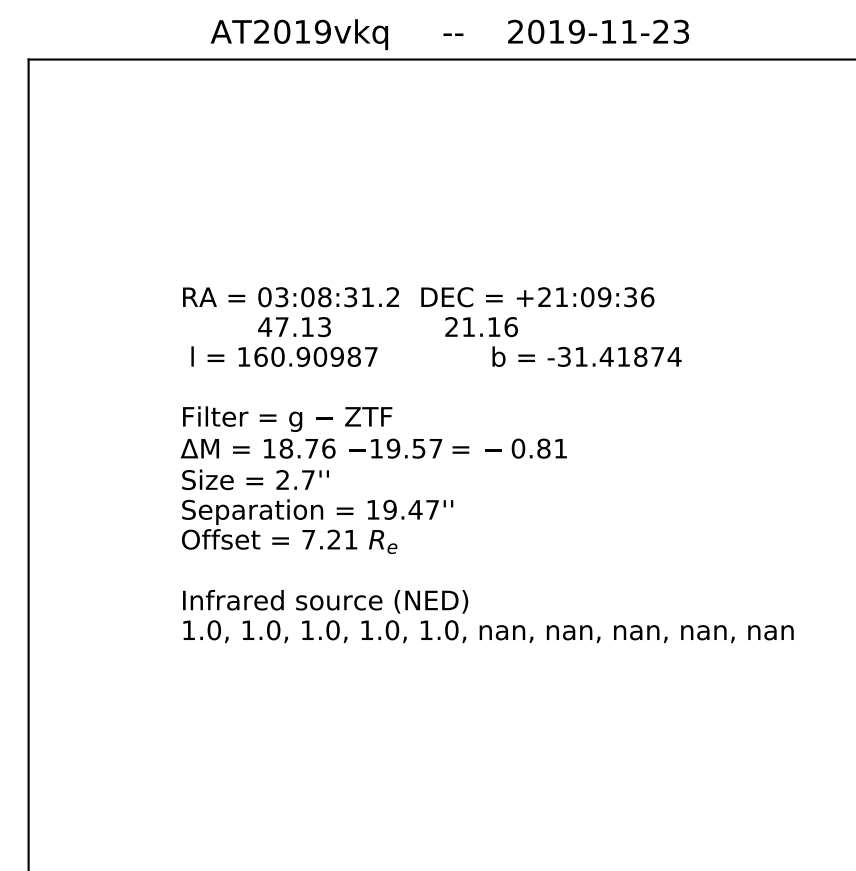 AT2019vkq -- 2019-11-23
RA = 03:08:31.2 DEC = +21:09:36
47.13 21.16
l = 160.90987 b = -31.41874
Filter = g − ZTF
ΔM = 18.76 −19.57 = − 0.81
Size = 2.7''
Separation = 19.47''
Offset = 7.21 Re
Infrared source (NED)
1.0, 1.0, 1.0, 1.0, 1.0, nan, nan, nan, nan, nan